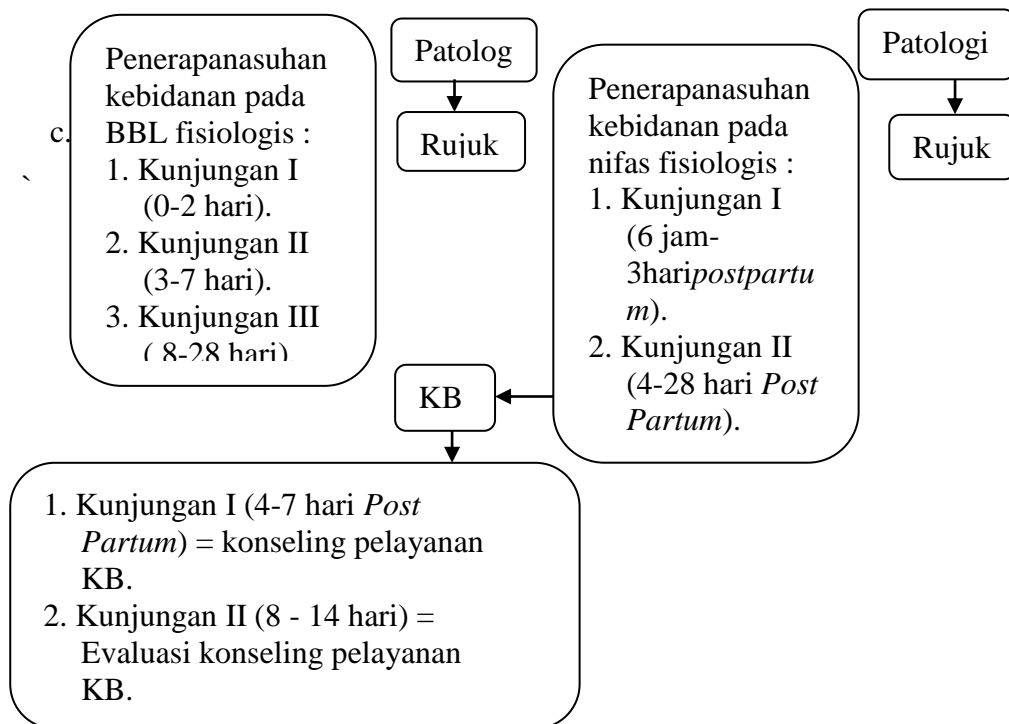 Penerapanasuhan
kebidanan pada
c. BBL fisiologis :
1. Kunjungan I
(0-2 hari).
2. Kunjungan II
(3-7 hari).
3. Kunjungan III
( 8-28 hari)
Patolog
Rujuk
Penerapanasuhan
kebidanan pada
nifas fisiologis :
1. Kunjungan I
(6 jam-
3haripostpartu
m).
2. Kunjungan II
(4-28 hari Post
Partum).
Patologi
Rujuk
`
KB
1. Kunjungan I (4-7 hari Post
Partum) = konseling pelayanan
KB.
2. Kunjungan II (8 - 14 hari) =
Evaluasi konseling pelayanan
KB.